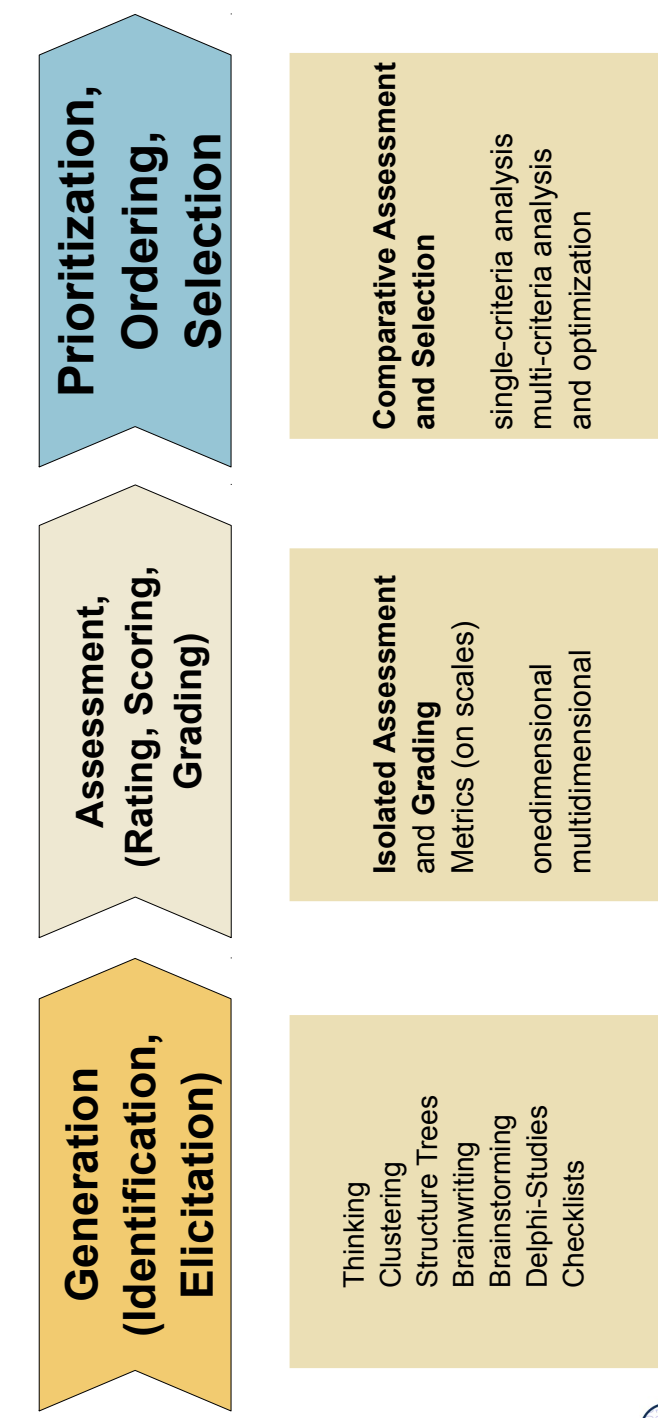 Generation
(Identification,
Elicitation)
Assessment,
(Rating, Scoring,
Grading)
Prioritization,
Ordering,
Selection
Thinking
Clustering
Structure Trees
Brainwriting
Brainstorming
Delphi-Studies
Checklists
Isolated Assessment
and Grading
Metrics (on scales)
onedimensional
multidimensional
Comparative Assessment
and Selection
single-criteria analysis
multi-criteria analysis
and optimization